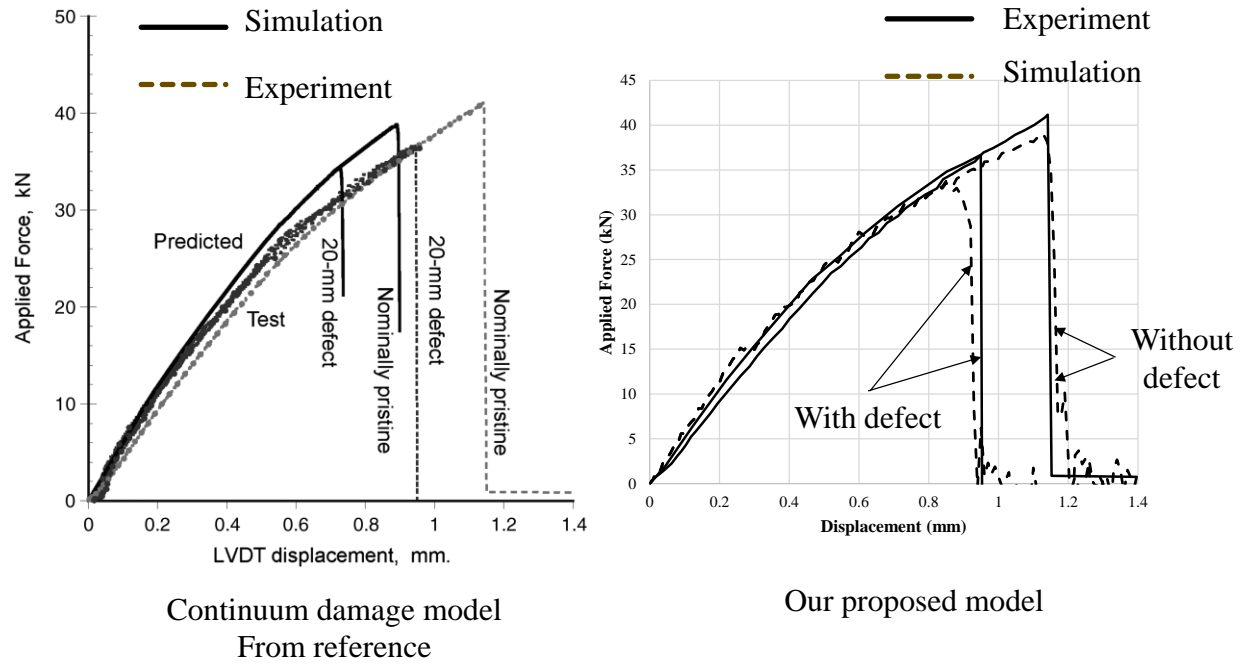 Simulation
Experiment
50
40
30
20
10
0
0
0.2
0.4
0.6
0.8
1
1.2
1.4
Applied Force, kN
LVDT displacement, mm.
Predicted
Test
20-mm defect
Nominally pristine
20-mm defect
Nominally pristine
Continuum damage model
From reference
Experiment
Simulation
45
40
35
30
25
20
15
10
5
0
0
0.2
0.4
0.6
0.8
1
1.2
1.4
Applied Force (kN)
Displacement (mm)
With defect
Without
defect
Our proposed model